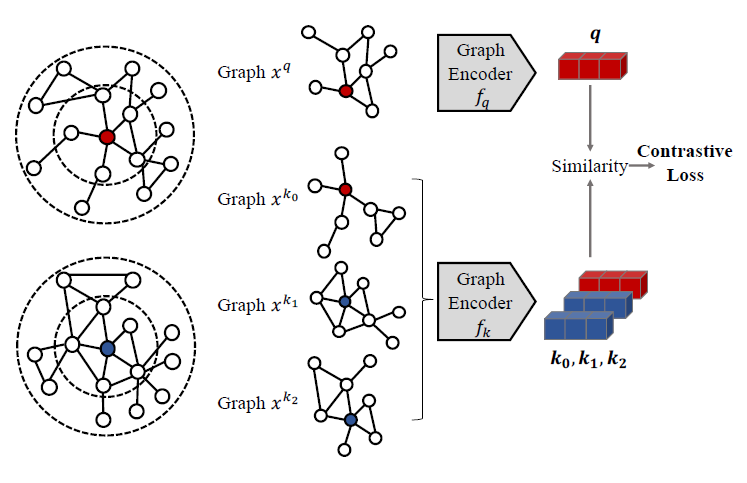 Graph x^q
Graph
Encoder
f_q
q
Similarity
Contrastive
Loss
Graph x^{k_0}
Graph x^{k_1}
Graph x^{k_2}
Graph
Encoder
f_k
k_0, k_1, k_2